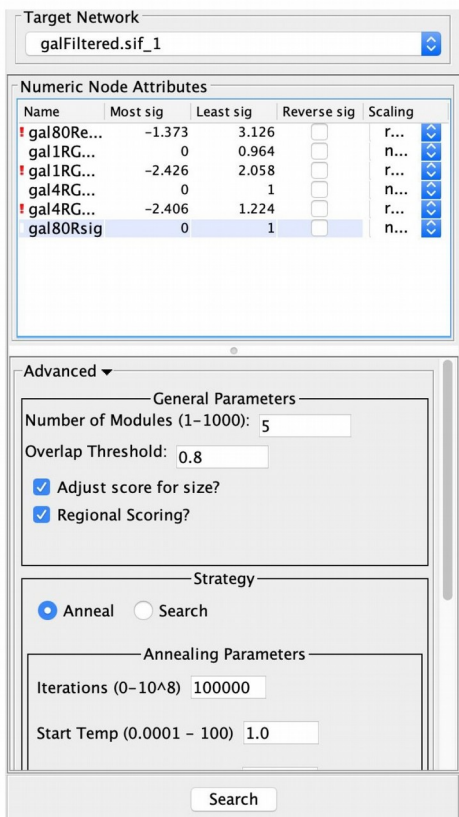 Target Network
galFiltered.sif_1
Numeric Node Attributes
Name Most sig Least sig Reverse sig Scaling
! gal80Re... -1.373 3.126 r...
gal1RG... 0 0.964 n...
! gal1RG... -2.426 2.058 r...
gal4RG... 0 1 n...
! gal4RG... -2.406 1.224 r...
gal80Rsig 0 1 n...
Advanced
General Parameters
Number of Modules (1-1000): 5
Overlap Threshold: 0.8
Adjust score for size?
Regional Scoring?
Strategy
Anneal Search
Annealing Parameters
Iterations (0-10^8) 100000
Start Temp (0.0001 - 100) 1.0
Search